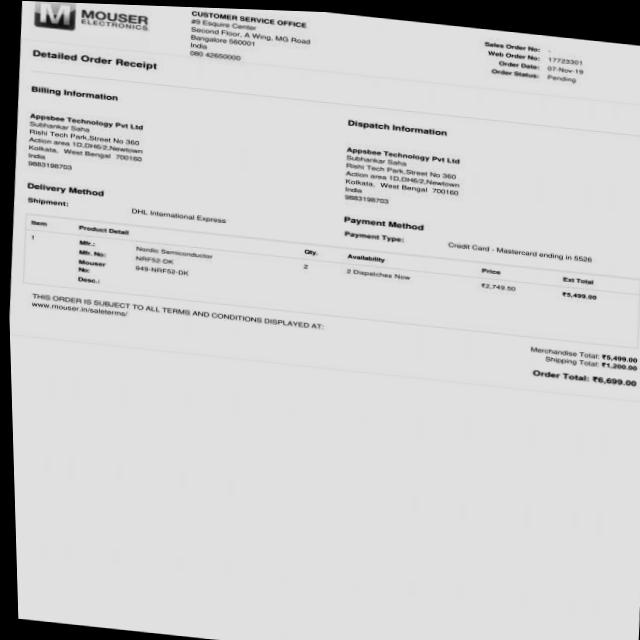 MOUSER
ELECTRONICS
CUSTOMER SERVICE OFFICE
#5 Esquire Center
Second Floor, A Wing, MG Road
Bangalore 560001
India
080 42650000
Sales Order No: -
Web Order No: 17723301
Order Date: 07-Nov-19
Order Status: Pending
Detailed Order Receipt
Billing Information
Appsbee Technology Pvt Ltd
Subhankar Saha
Rishi Tech Park,Street No 360
Action area 1D,DH6/2,Newtown
Kolkata, West Bengal 700160
India
9883198703
Dispatch Information
Appsbee Technology Pvt Ltd
Subhankar Saha
Rishi Tech Park,Street No 360
Action area 1D,DH6/2,Newtown
Kolkata, West Bengal 700160
India
9883198703
Delivery Method
Shipment: DHL International Express
Payment Method
Payment Type: Credit Card - Mastercard ending in 5526
Item Product Detail Qty. Availability Price Ext Total
1 Mfr.: Nordic Semiconductor 2 2 Dispatches Now ₹2,749.50 ₹5,499.00
Mfr. No: NRF52-DK
Mouser No: 949-NRF52-DK
Desc.:
THIS ORDER IS SUBJECT TO ALL TERMS AND CONDITIONS DISPLAYED AT:
www.mouser.in/saleterms/
Merchandise Total: ₹5,499.00
Shipping Total: ₹1,200.00
Order Total: ₹6,699.00